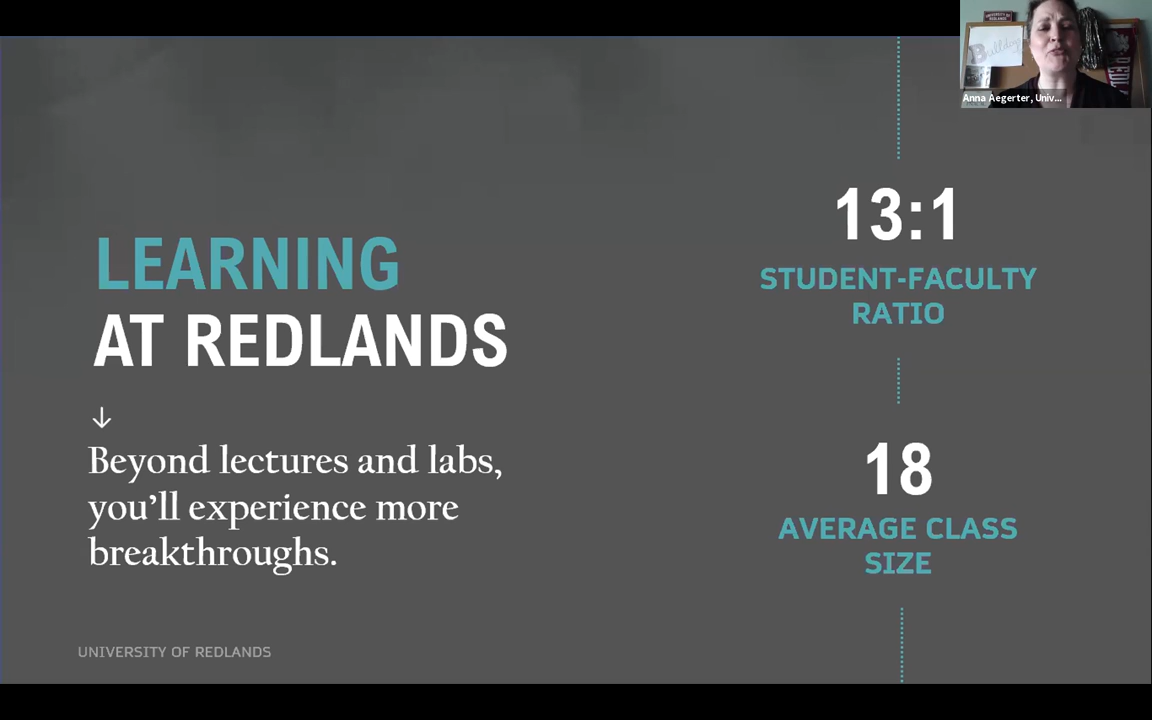 LEARNING
AT REDLANDS
↓
Beyond lectures and labs,
you'll experience more
breakthroughs.
UNIVERSITY OF REDLANDS
13:1
STUDENT-FACULTY
RATIO
18
AVERAGE CLASS
SIZE
Bulldog
Anna Aegerter, Univ...